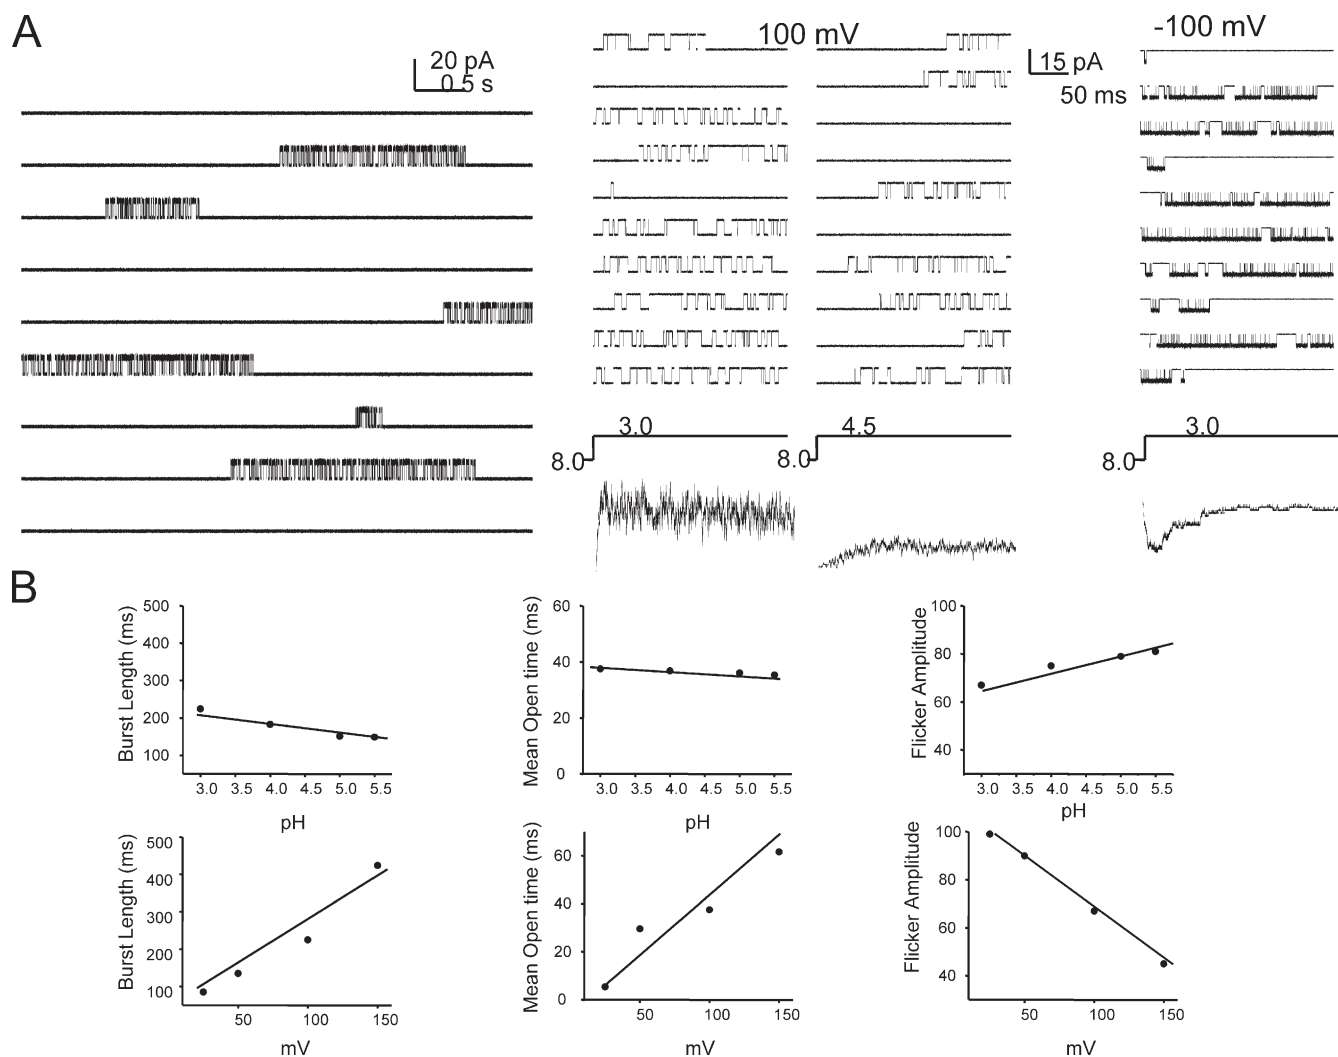 A
20 pA
0.5 s
100 mV
15 pA
50 ms
-100 mV
3.0
8.0
4.5
8.0
3.0
8.0
B
Burst Length (ms)
500
400
300
200
100
3.0 3.5 4.0 4.5 5.0 5.5
pH
Mean Open time (ms)
60
40
20
0
3.0 3.5 4.0 4.5 5.0 5.5
pH
Flicker Amplitude
100
80
60
40
3.0 3.5 4.0 4.5 5.0 5.5
pH
Burst Length (ms)
500
400
300
200
100
50 100 150
mV
Mean Open time (ms)
60
40
20
0
50 100 150
mV
Flicker Amplitude
100
80
60
40
50 100 150
mV